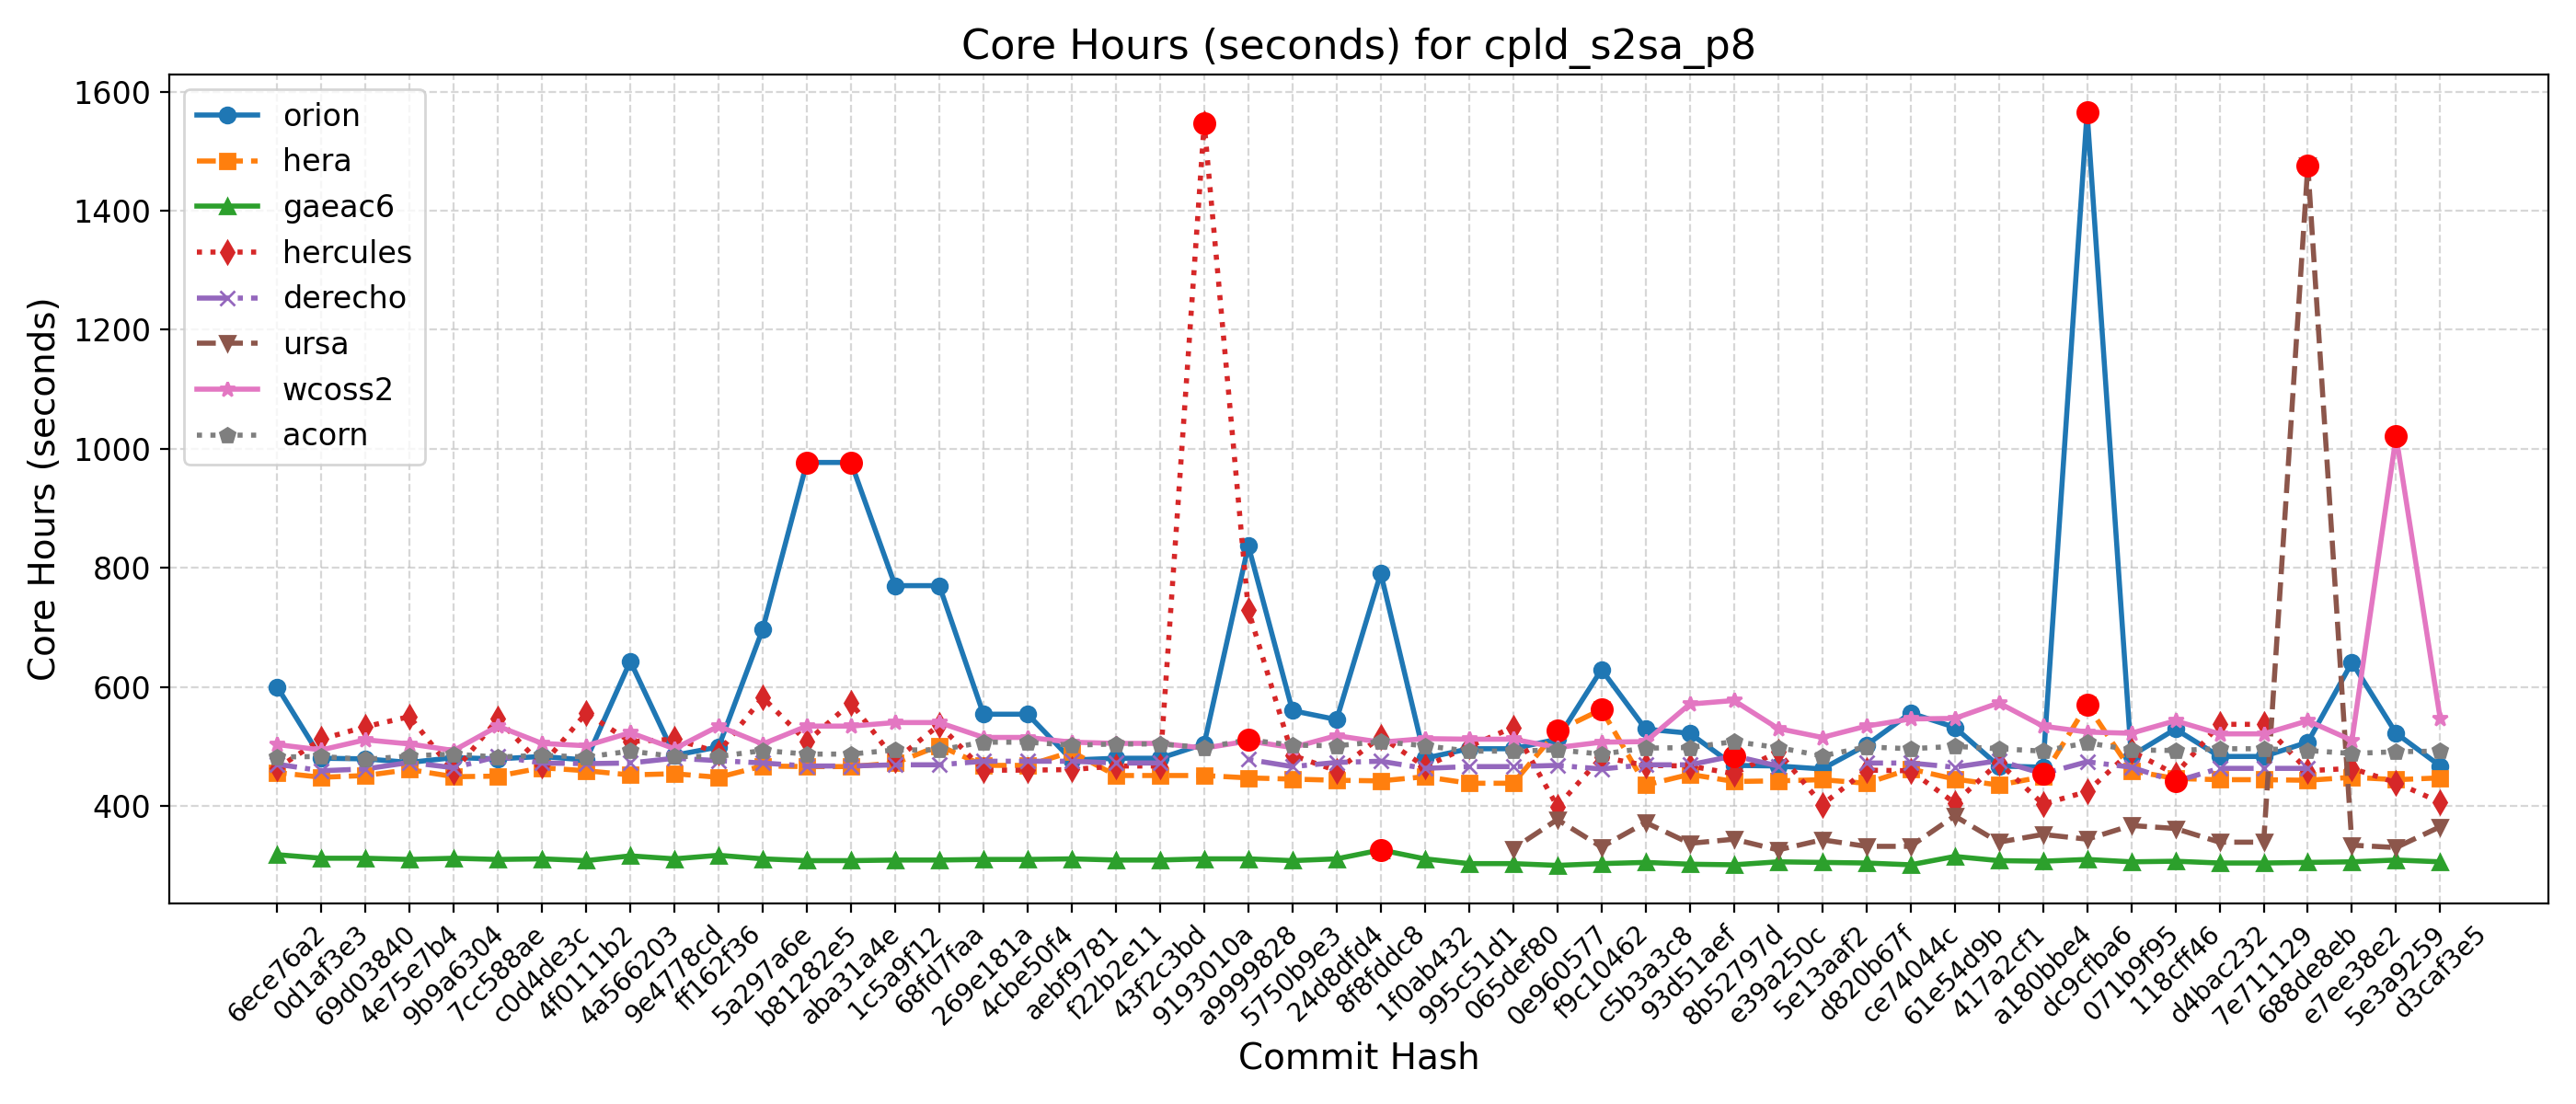 Core Hours (seconds) for cpld_s2sa_p8
Core Hours (seconds)
1600
1400
1200
1000
800
600
400
orion
hera
gaeac6
hercules
derecho
ursa
wcoss2
acorn
6ece76a2
0d1af3e3
69d03840
4e75e7b4
9b9a6304
7cc588ae
c0d4de3c
4f0111b2
4a566203
9e4778cd
ff162f36
5a297a6e
b81282e5
aba31a4e
1c5a9f12
68fd7faa
269e181a
4cbe50f4
aebf9781
f22b2e11
43f2c3bd
9193010a
a9999828
5750b9e3
24d8dfd4
8f8fddc8
1f0ab432
995c51d1
065def80
0e960577
f9c10462
c5b3a3c8
93d51aef
8b52797d
e39a250c
5e13aaf2
d820b67f
ce74044c
61e54d9b
417a2cf1
a180bbe4
dc9cfba6
071b9f95
118cff46
d4bac232
7e711129
688de8eb
e7ee38e2
5e3a9259
d3caf3e5
Commit Hash